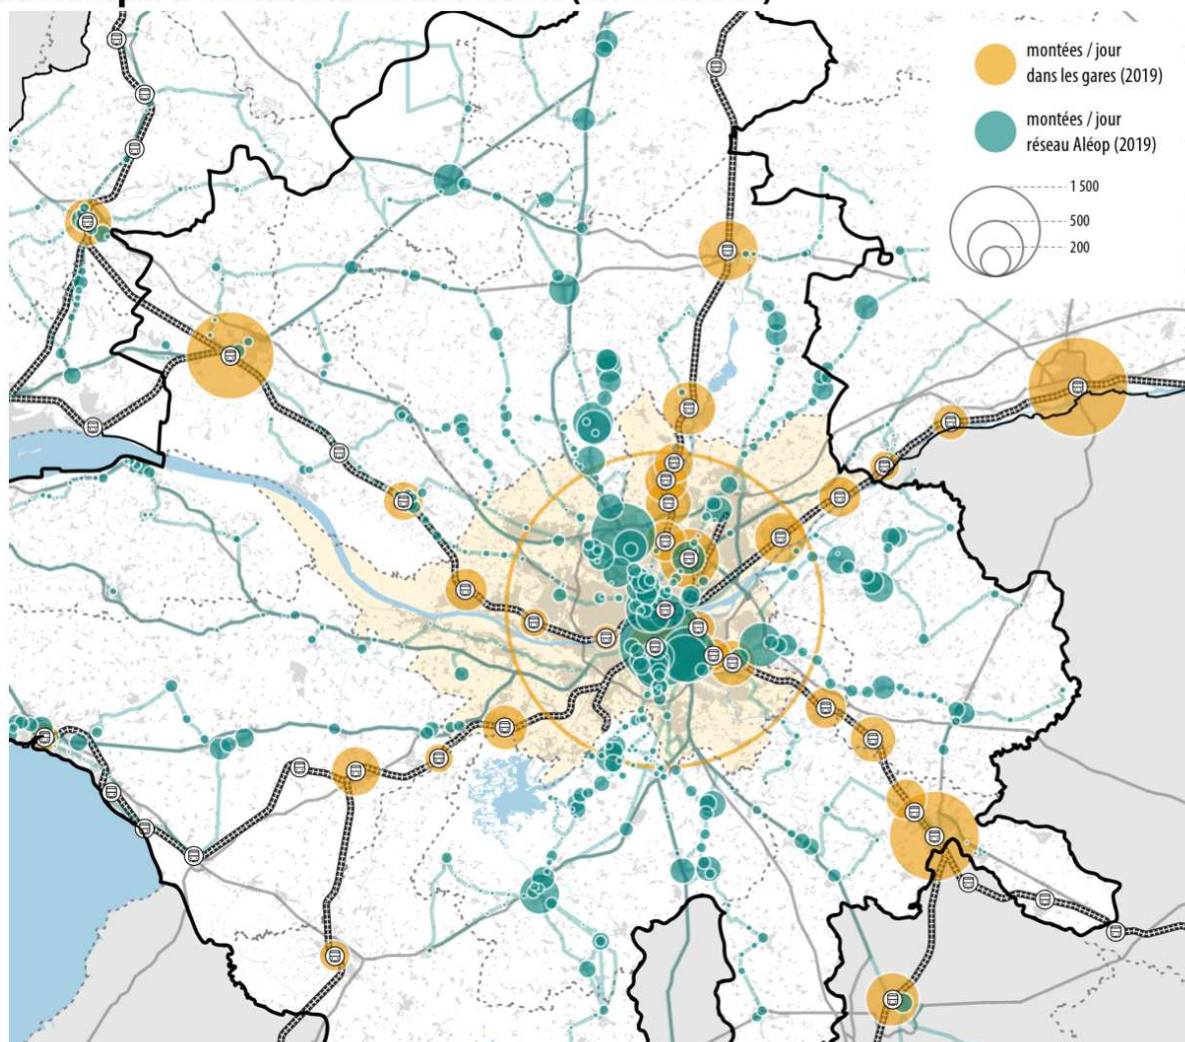 montées / jour
dans les gares (2019)
montées / jour
réseau Aléop (2019)
1 500
500
200